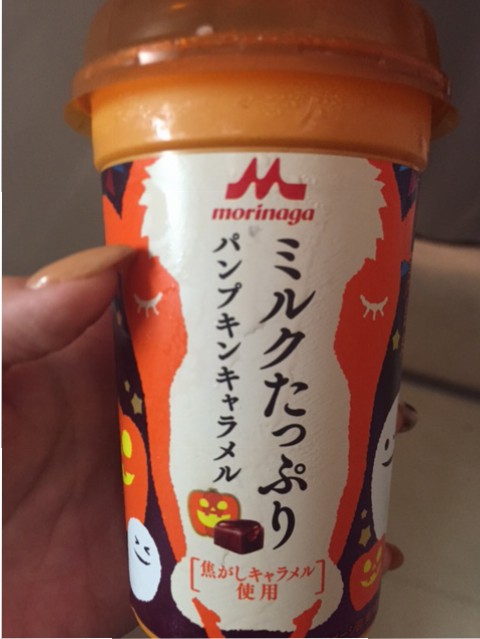 morinaga
ミルクたっぷり
パンプキンキャラメル
焦がしキャラメル
使用